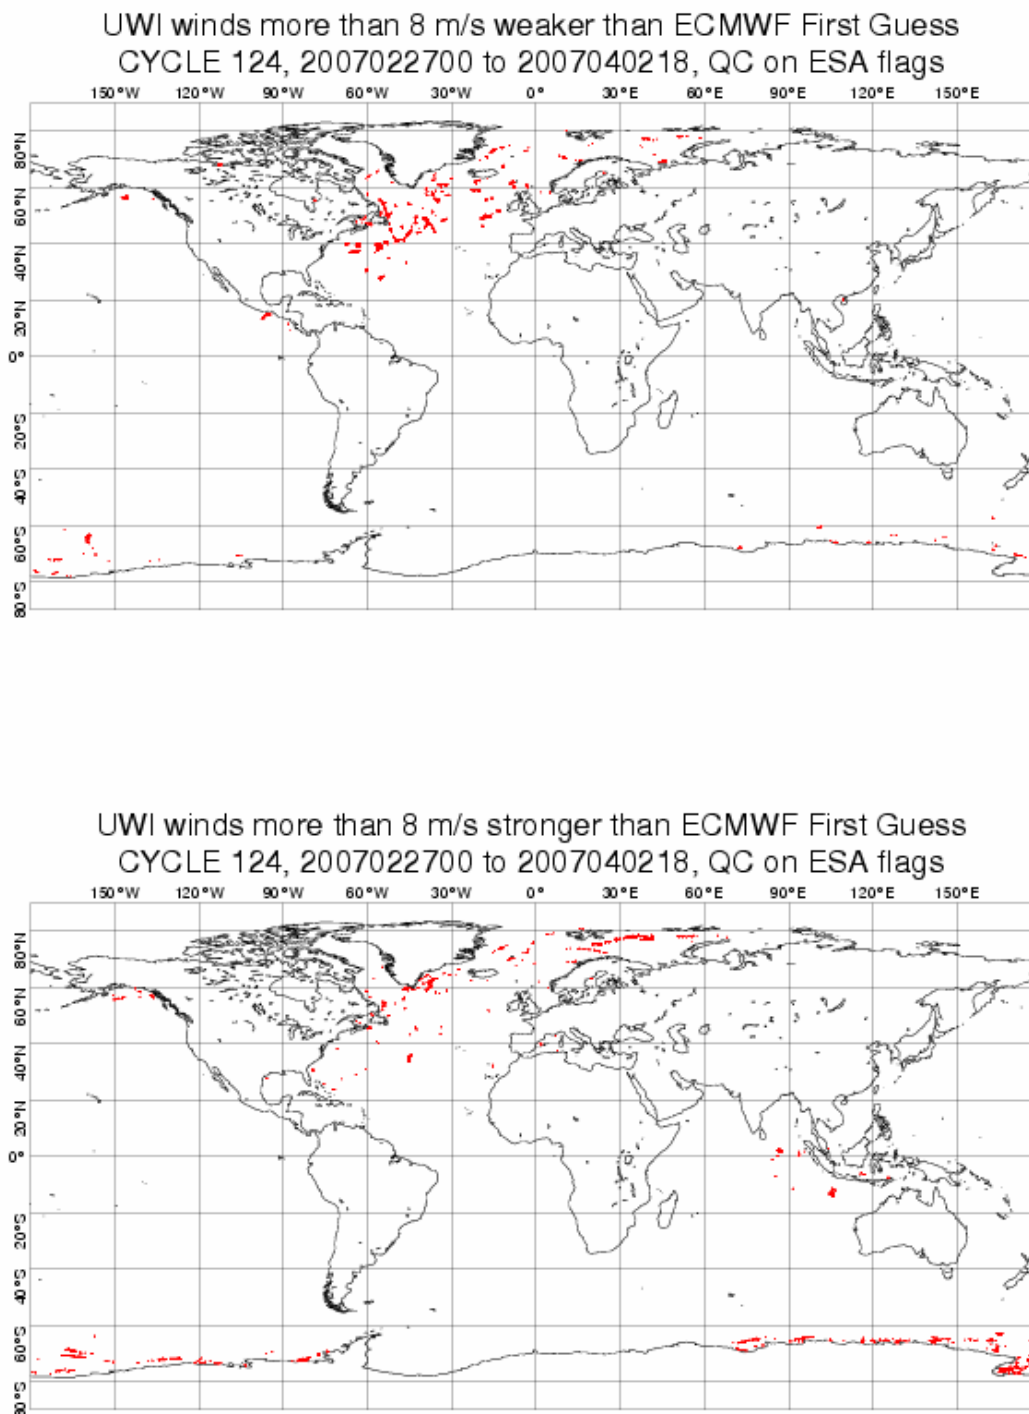 UWI winds more than 8 m/s weaker than ECMWF First Guess
CYCLE 124, 2007022700 to 2007040218, QC on ESA flags
150°W 120°W 90°W 60°W 30°W 0° 30°E 60°E 90°E 120°E 150°E
80°N
60°N
40°N
20°N
0°
20°S
40°S
60°S
80°S
UWI winds more than 8 m/s stronger than ECMWF First Guess
CYCLE 124, 2007022700 to 2007040218, QC on ESA flags
150°W 120°W 90°W 60°W 30°W 0° 30°E 60°E 90°E 120°E 150°E
80°N
60°N
40°N
20°N
0°
20°S
40°S
60°S
80°S